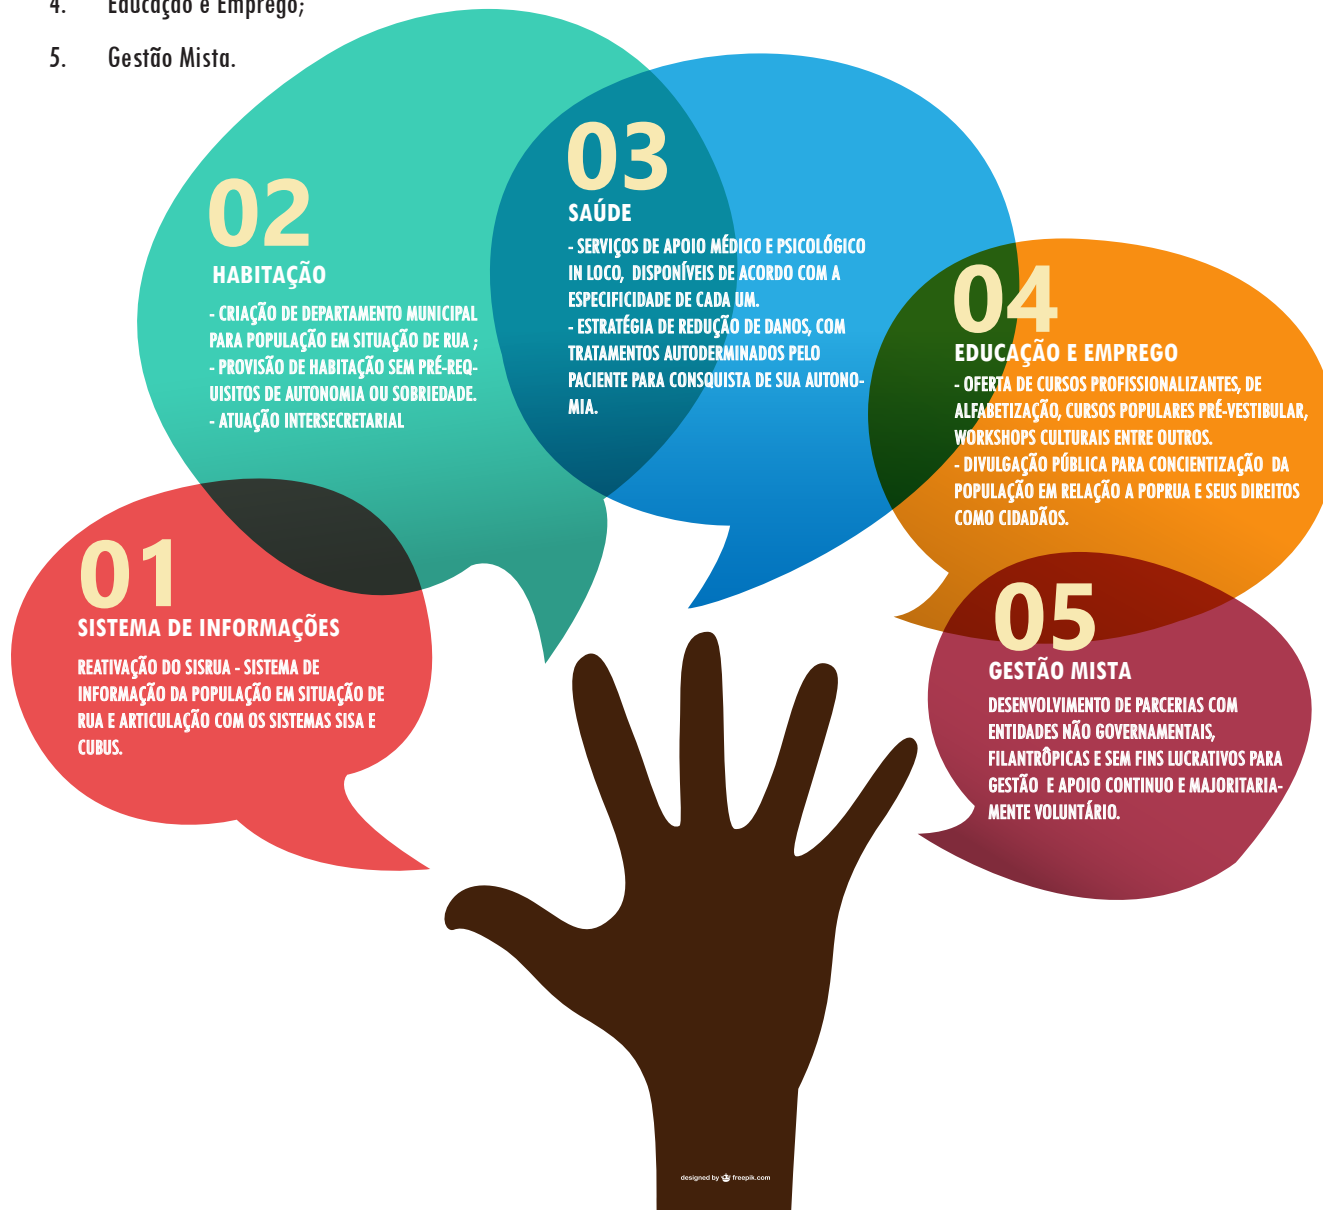 4. Educação e Emprego;
5. Gestão Mista.
02
HABITAÇÃO
- CRIAÇÃO DE DEPARTAMENTO MUNICIPAL
PARA POPULAÇÃO EM SITUAÇÃO DE RUA ;
- PROVISÃO DE HABITAÇÃO SEM PRÉ-REQ-
UISITOS DE AUTONOMIA OU SOBRIEDADE.
- ATUAÇÃO INTERSECRETARIAL
03
SAÚDE
- SERVIÇOS DE APOIO MÉDICO E PSICOLÓGICO
IN LOCO, DISPONÍVEIS DE ACORDO COM A
ESPECIFICIDADE DE CADA UM.
- ESTRATÉGIA DE REDUÇÃO DE DANOS, COM
TRATAMENTOS AUTODERMINADOS PELO
PACIENTE PARA CONSQUISTA DE SUA AUTONO-
MIA.
04
EDUCAÇÃO E EMPREGO
- OFERTA DE CURSOS PROFISSIONALIZANTES, DE
ALFABETIZAÇÃO, CURSOS POPULARES PRÉ-VESTIBULAR,
WORKSHOPS CULTURAIS ENTRE OUTROS.
- DIVULGAÇÃO PÚBLICA PARA CONCIENTIZAÇÃO DA
POPULAÇÃO EM RELAÇÃO A POPRUA E SEUS DIREITOS
COMO CIDADÃOS.
01
SISTEMA DE INFORMAÇÕES
REATIVAÇÃO DO SISRUA - SISTEMA DE
INFORMAÇÃO DA POPULAÇÃO EM SITUAÇÃO DE
RUA E ARTICULAÇÃO COM OS SISTEMAS SISA E
CUBUS.
05
GESTÃO MISTA
DESENVOLVIMENTO DE PARCERIAS COM
ENTIDADES NÃO GOVERNAMENTAIS,
FILANTRÔPICAS E SEM FINS LUCRATIVOS PARA
GESTÃO E APOIO CONTINUO E MAJORITARIA-
MENTE VOLUNTÁRIO.
designed by freepik.com